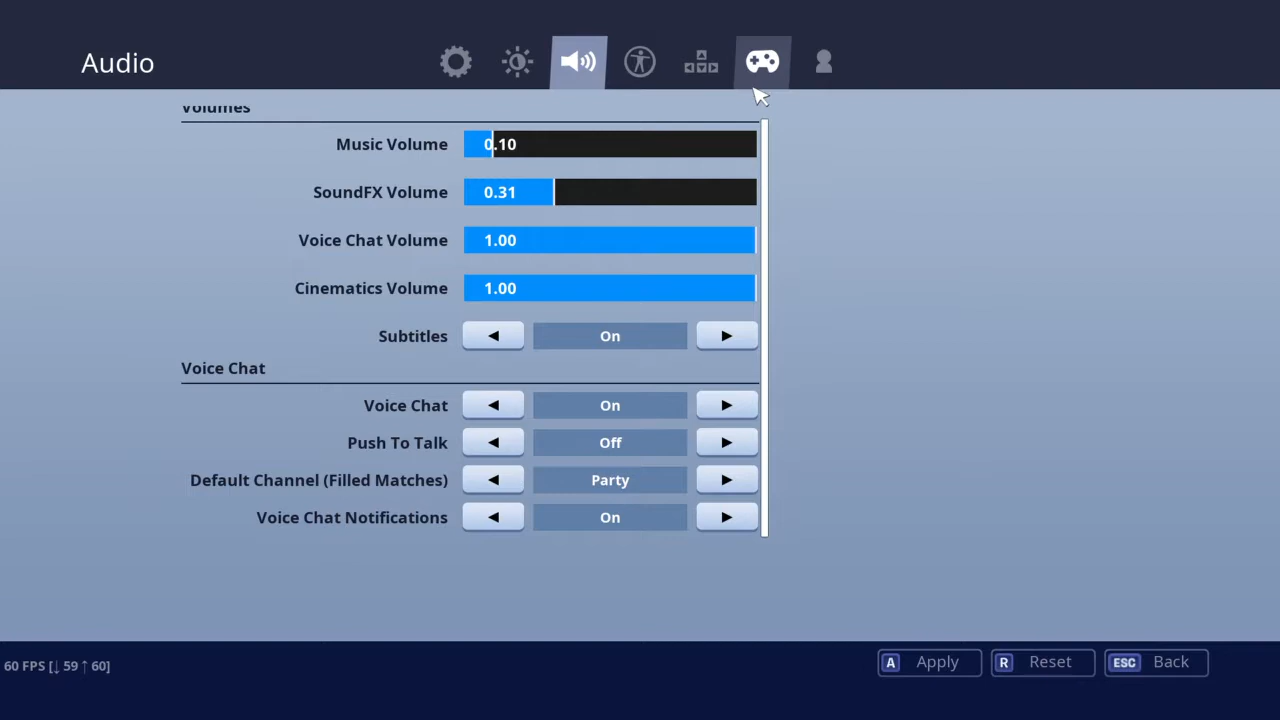 Audio
Volumes
Music Volume 0.10
SoundFX Volume 0.31
Voice Chat Volume 1.00
Cinematics Volume 1.00
Subtitles ◄ On ►
Voice Chat
Voice Chat ◄ On ►
Push To Talk ◄ Off ►
Default Channel (Filled Matches) ◄ Party ►
Voice Chat Notifications ◄ On ►
60 FPS [↓ 59 ↑ 60]
A Apply R Reset ESC Back